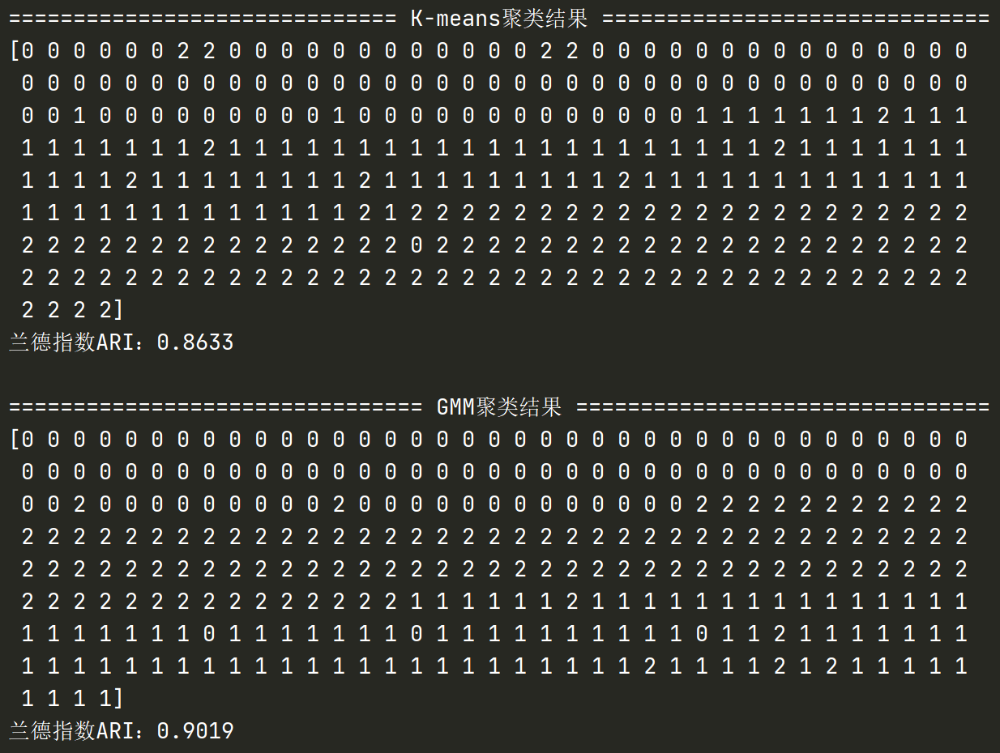 ============================== K-means聚类结果 ==============================
[0 0 0 0 0 0 2 2 0 0 0 0 0 0 0 0 0 0 0 0 2 2 0 0 0 0 0 0 0 0 0 0 0 0 0 0 0
0 0 0 0 0 0 0 0 0 0 0 0 0 0 0 0 0 0 0 0 0 0 0 0 0 0 0 0 0 0 0 0 0 0 0 0 0
0 0 1 0 0 0 0 0 0 0 0 0 1 0 0 0 0 0 0 0 0 0 0 0 0 0 1 1 1 1 1 1 1 2 1 1 1
1 1 1 1 1 1 1 2 1 1 1 1 1 1 1 1 1 1 1 1 1 1 1 1 1 1 1 1 1 2 1 1 1 1 1 1 1
1 1 1 1 2 1 1 1 1 1 1 1 1 2 1 1 1 1 1 1 1 1 1 2 1 1 1 1 1 1 1 1 1 1 1 1 1
1 1 1 1 1 1 1 1 1 1 1 1 1 2 1 2 2 2 2 2 2 2 2 2 2 2 2 2 2 2 2 2 2 2 2 2 2
2 2 2 2 2 2 2 2 2 2 2 2 2 2 2 0 2 2 2 2 2 2 2 2 2 2 2 2 2 2 2 2 2 2 2 2 2
2 2 2 2 2 2 2 2 2 2 2 2 2 2 2 2 2 2 2 2 2 2 2 2 2 2 2 2 2 2 2 2 2 2 2 2 2
2 2 2 2]
兰德指数ARI：0.8633
================================ GMM聚类结果 ================================
[0 0 0 0 0 0 0 0 0 0 0 0 0 0 0 0 0 0 0 0 0 0 0 0 0 0 0 0 0 0 0 0 0 0 0 0 0
0 0 0 0 0 0 0 0 0 0 0 0 0 0 0 0 0 0 0 0 0 0 0 0 0 0 0 0 0 0 0 0 0 0 0 0 0
0 0 2 0 0 0 0 0 0 0 0 0 2 0 0 0 0 0 0 0 0 0 0 0 0 0 2 2 2 2 2 2 2 2 2 2 2
2 2 2 2 2 2 2 2 2 2 2 2 2 2 2 2 2 2 2 2 2 2 2 2 2 2 2 2 2 2 2 2 2 2 2 2 2
2 2 2 2 2 2 2 2 2 2 2 2 2 2 2 2 2 2 2 2 2 2 2 2 2 2 2 2 2 2 2 2 2 2 2 2 2
2 2 2 2 2 2 2 2 2 2 2 2 2 2 2 1 1 1 1 1 1 2 1 1 1 1 1 1 1 1 1 1 1 1 1 1 1
1 1 1 1 1 1 1 0 1 1 1 1 1 1 1 0 1 1 1 1 1 1 1 1 1 1 0 1 1 2 1 1 1 1 1 1 1
1 1 1 1 1 1 1 1 1 1 1 1 1 1 1 1 1 1 1 1 1 1 1 1 2 1 1 1 1 2 1 2 1 1 1 1 1
1 1 1 1]
兰德指数ARI：0.9019